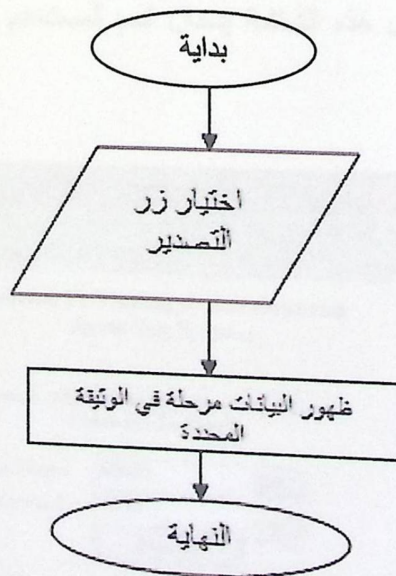 بداية
اختيار زر
التصدير
ظهور البيانات مرحلة في الوثيقة
المحددة
النهاية